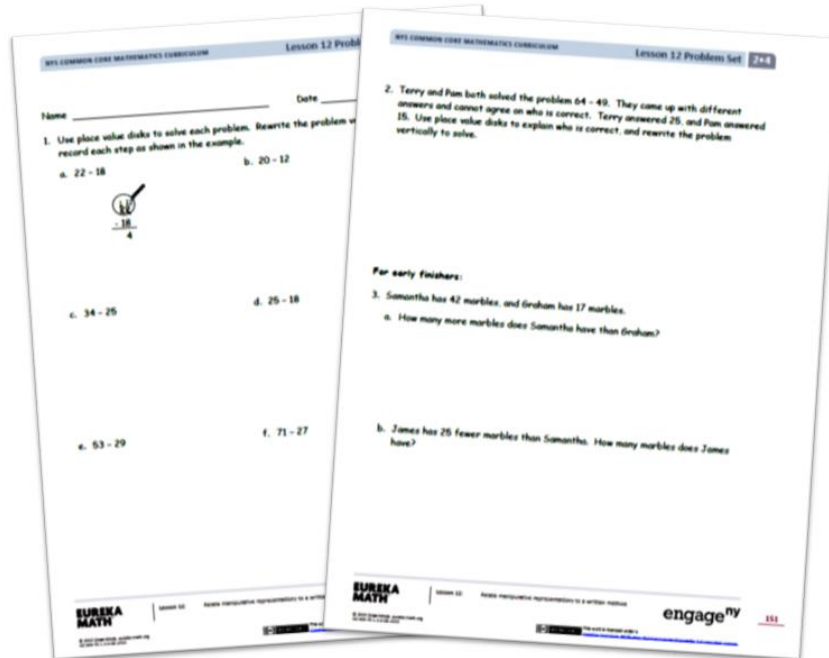 NYS COMMON CORE MATHEMATICS CURRICULUM
Lesson 12
Name
Date
1. Use place value disks to solve each problem. Rewrite the problem
record each step as shown in the example.
a. 22 - 18
b. 20 - 12
- 18
4
c. 34 - 25
d. 25 - 18
e. 53 - 29
f. 71 - 27
EUREKA
MATH
NYS COMMON CORE MATHEMATICS CURRICULUM
Lesson 12 Problem Set 2•4
2. Terry and Pam both solved the problem 64 - 49. They came up with different
answers and cannot agree on who is correct. Terry answered 25, and Pam answered
15. Use place value disks to explain who is correct, and rewrite the problem
vertically to solve.
For early finishers:
3. Samantha has 42 marbles, and Graham has 17 marbles.
a. How many more marbles does Samantha have than Graham?
b. James has 25 fewer marbles than Samantha. How many marbles does James
have?
EUREKA
MATH
engageny
151